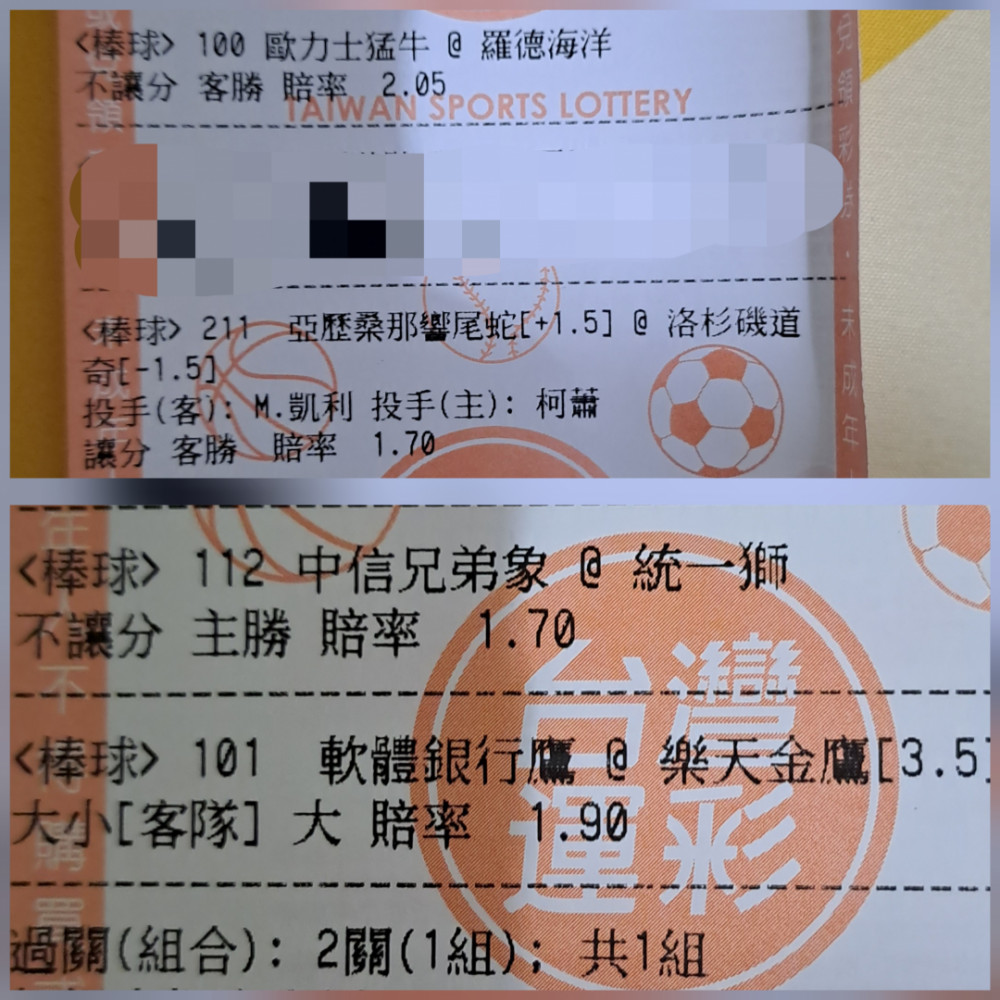 <棒球> 100 歐力士猛牛 @ 羅德海洋
不讓分 客勝 賠率 2.05
TAIWAN SPORTS LOTTERY
<棒球> 211 亞歷桑那響尾蛇[+1.5] @ 洛杉磯道
奇[-1.5]
投手(客): M.凱利 投手(主): 柯蕭
讓分 客勝 賠率 1.70
<棒球> 112 中信兄弟象 @ 統一獅
不讓分 主勝 賠率 1.70
<棒球> 101 軟體銀行鷹 @ 樂天金鷹[3.5]
大小[客隊] 大 賠率 1.90
台灣
運彩
過關(組合): 2關(1組); 共1組